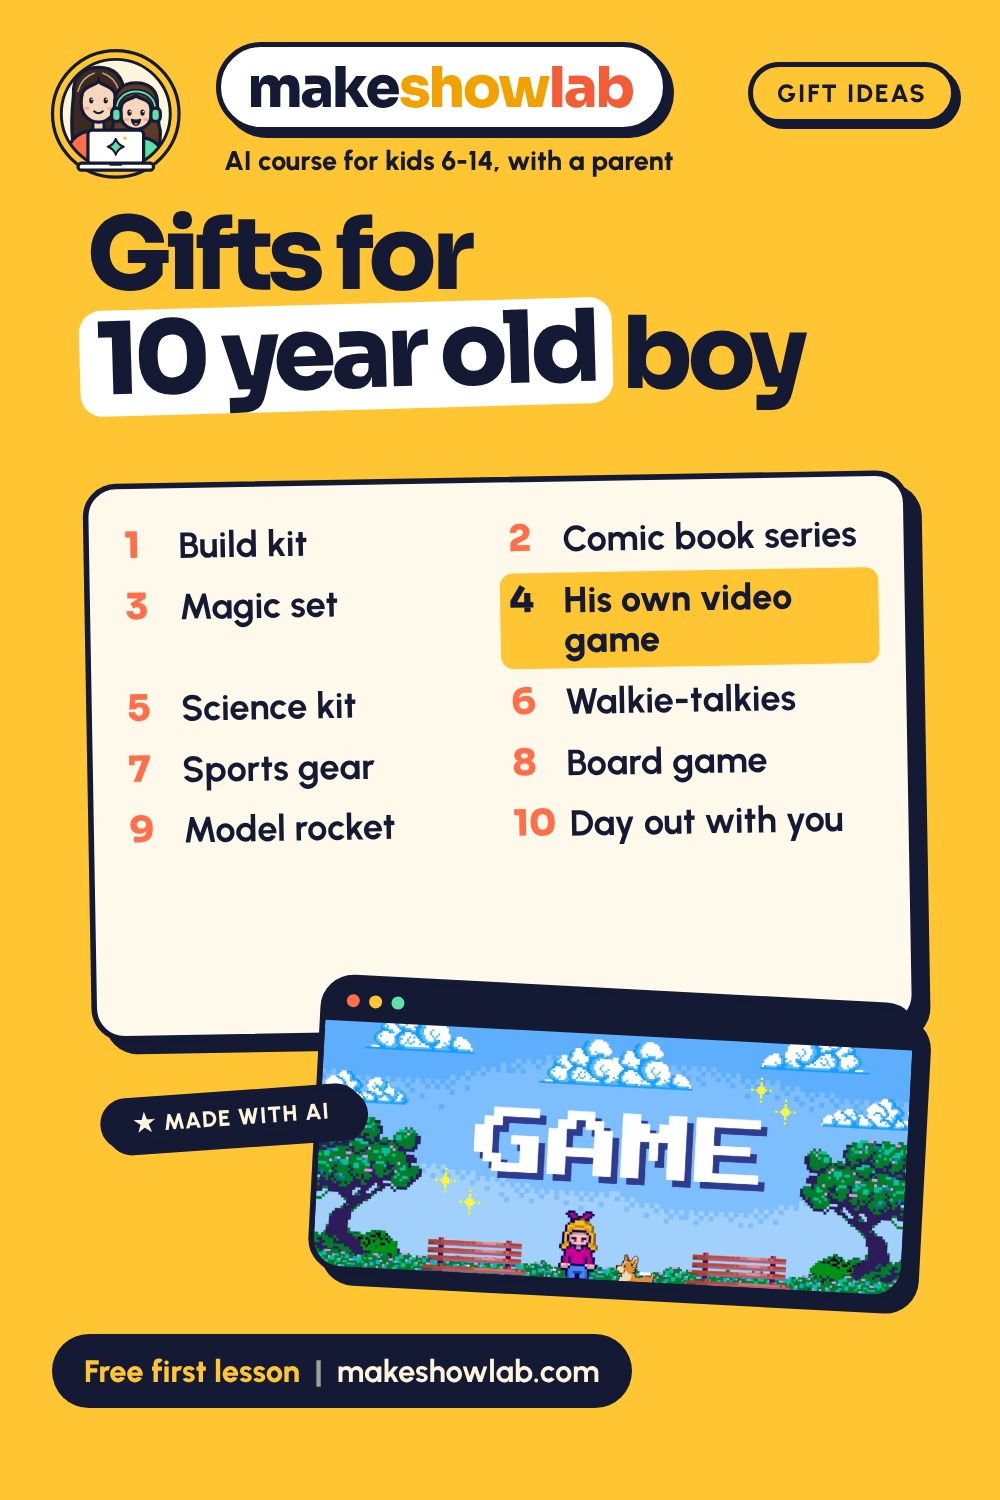 makeshowlab
GIFT IDEAS
AI course for kids 6-14, with a parent
Gifts for
10 year old boy
1 Build kit
2 Comic book series
3 Magic set
4 His own video
game
5 Science kit
6 Walkie-talkies
7 Sports gear
8 Board game
9 Model rocket
10 Day out with you
GAME
★ MADE WITH AI
Free first lesson | makeshowlab.com